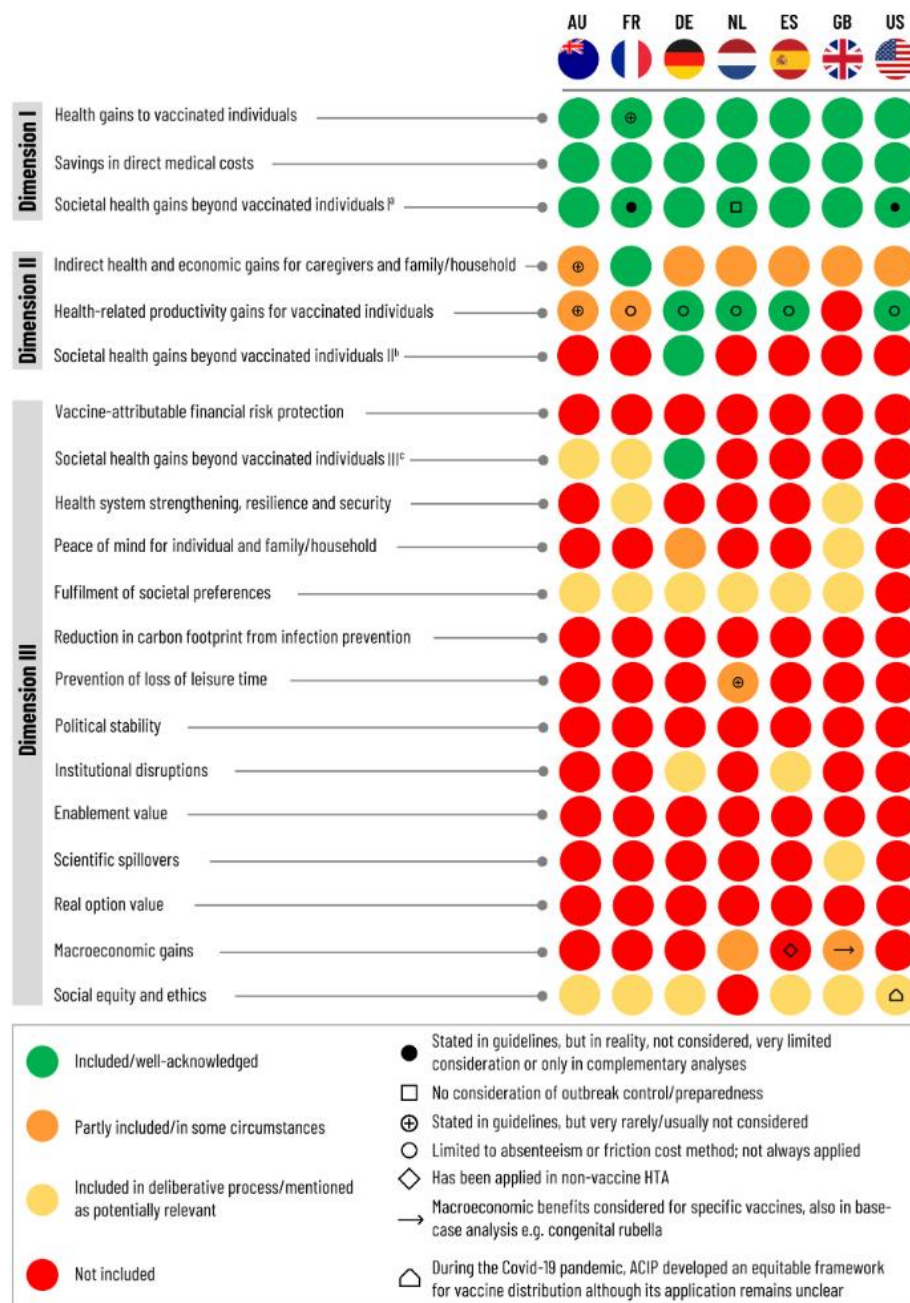 AU FR DE NL ES GB US
Dimension I
Health gains to vaccinated individuals
Savings in direct medical costs
Societal health gains beyond vaccinated individuals Iª
Dimension II
Indirect health and economic gains for caregivers and family/household
Health-related productivity gains for vaccinated individuals
Societal health gains beyond vaccinated individuals IIᵇ
Dimension III
Vaccine-attributable financial risk protection
Societal health gains beyond vaccinated individuals IIIᶜ
Health system strengthening, resilience and security
Peace of mind for individual and family/household
Fulfilment of societal preferences
Reduction in carbon footprint from infection prevention
Prevention of loss of leisure time
Political stability
Institutional disruptions
Enablement value
Scientific spillovers
Real option value
Macroeconomic gains
Social equity and ethics
Included/well-acknowledged
Partly included/in some circumstances
Included in deliberative process/mentioned
as potentially relevant
Not included
Stated in guidelines, but in reality, not considered, very limited
consideration or only in complementary analyses
No consideration of outbreak control/preparedness
Stated in guidelines, but very rarely/usually not considered
Limited to absenteeism or friction cost method; not always applied
Has been applied in non-vaccine HTA
Macroeconomic benefits considered for specific vaccines, also in base-
case analysis e.g. congenital rubella
During the Covid-19 pandemic, ACIP developed an equitable framework
for vaccine distribution although its application remains unclear